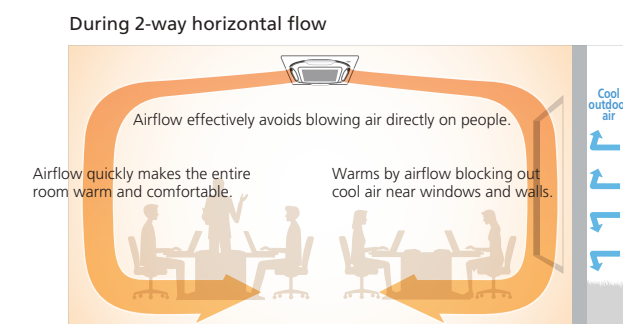 During 2-way horizontal flow
Cool
outdoor
air
Airflow effectively avoids blowing air directly on people.
Airflow quickly makes the entire
room warm and comfortable.
Warms by airflow blocking out
cool air near windows and walls.